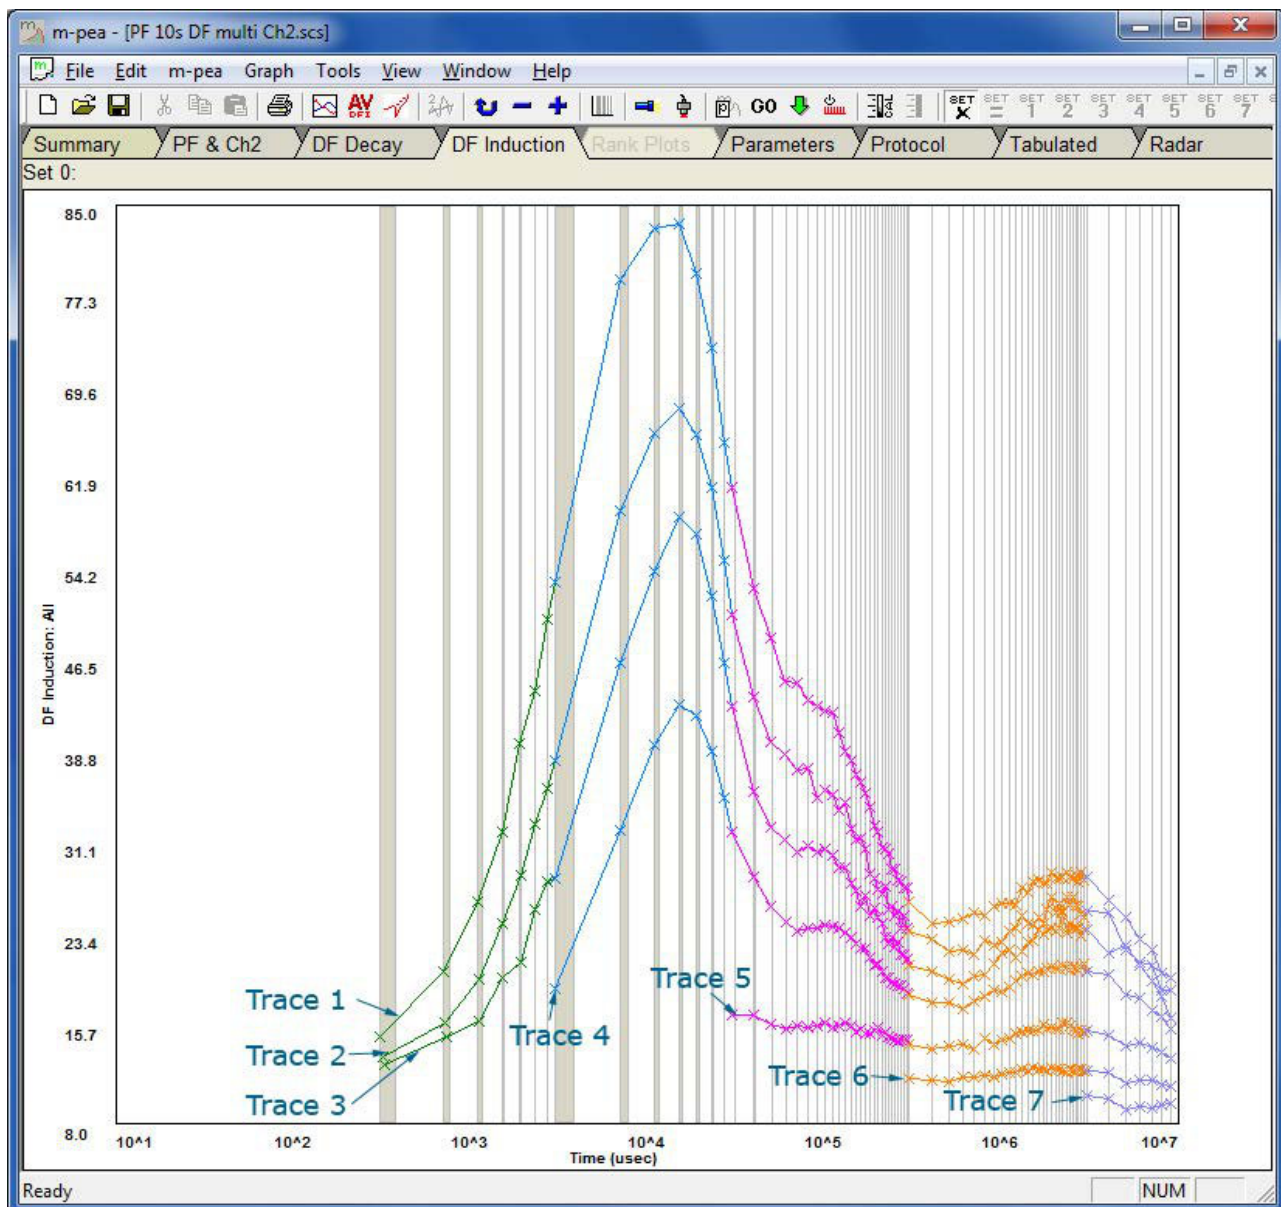 m-pea - [PF 10s DF multi Ch2.scs]
File Edit m-pea Graph Tools View Window Help
AV DFI GO SET X SET = SET 1 SET 2 SET 3 SET 4 SET 5 SET 6 SET 7
Summary PF & Ch2 DF Decay DF Induction Rank Plots Parameters Protocol Tabulated Radar
Set 0:
85.0
77.3
69.6
61.9
54.2
46.5
38.8
31.1
23.4
15.7
8.0
DF Induction: All
Trace 1
Trace 2
Trace 3
Trace 4
Trace 5
Trace 6
Trace 7
10^1 10^2 10^3 10^4 10^5 10^6 10^7
Time (usec)
Ready NUM